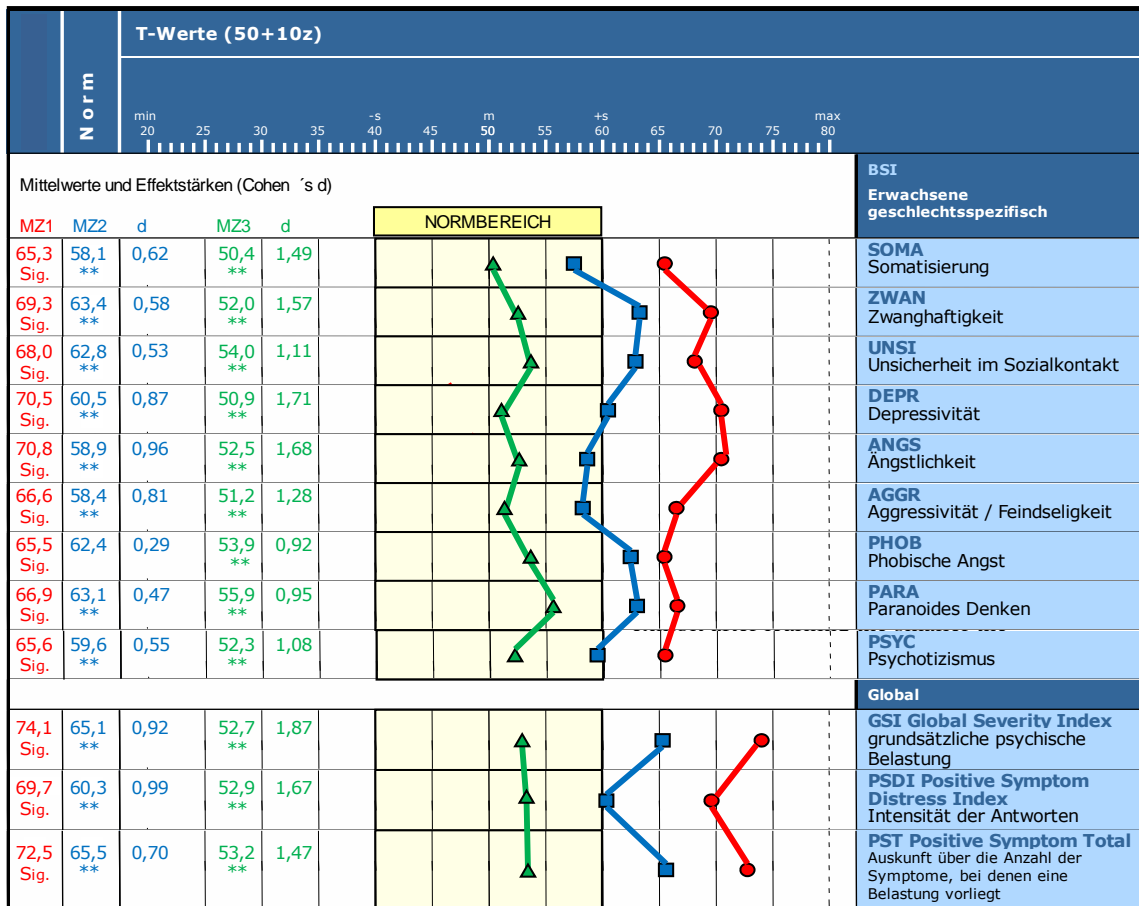 T-Werte (50+10z)
Norm
min -s m +s max
20 25 30 35 40 45 50 55 60 65 70 75 80
Mittelwerte und Effektstärken (Cohen ´s d)
BSI
Erwachsene
geschlechtsspezifisch
MZ1 MZ2 d MZ3 d
NORMBEREICH
65,3 58,1 0,62 50,4 1,49
Sig. ** **
SOMA
Somatisierung
69,3 63,4 0,58 52,0 1,57
Sig. ** **
ZWAN
Zwanghaftigkeit
68,0 62,8 0,53 54,0 1,11
Sig. ** **
UNSI
Unsicherheit im Sozialkontakt
70,5 60,5 0,87 50,9 1,71
Sig. ** **
DEPR
Depressivität
70,8 58,9 0,96 52,5 1,68
Sig. ** **
ANGS
Ängstlichkeit
66,6 58,4 0,81 51,2 1,28
Sig. ** **
AGGR
Aggressivität / Feindseligkeit
65,5 62,4 0,29 53,9 0,92
Sig. **
PHOB
Phobische Angst
66,9 63,1 0,47 55,9 0,95
Sig. ** **
PARA
Paranoides Denken
65,6 59,6 0,55 52,3 1,08
Sig. ** **
PSYC
Psychotizismus
Global
74,1 65,1 0,92 52,7 1,87
Sig. ** **
GSI Global Severity Index
grundsätzliche psychische
Belastung
69,7 60,3 0,99 52,9 1,67
Sig. ** **
PSDI Positive Symptom
Distress Index
Intensität der Antworten
72,5 65,5 0,70 53,2 1,47
Sig. ** **
PST Positive Symptom Total
Auskunft über die Anzahl der
Symptome, bei denen eine
Belastung vorliegt